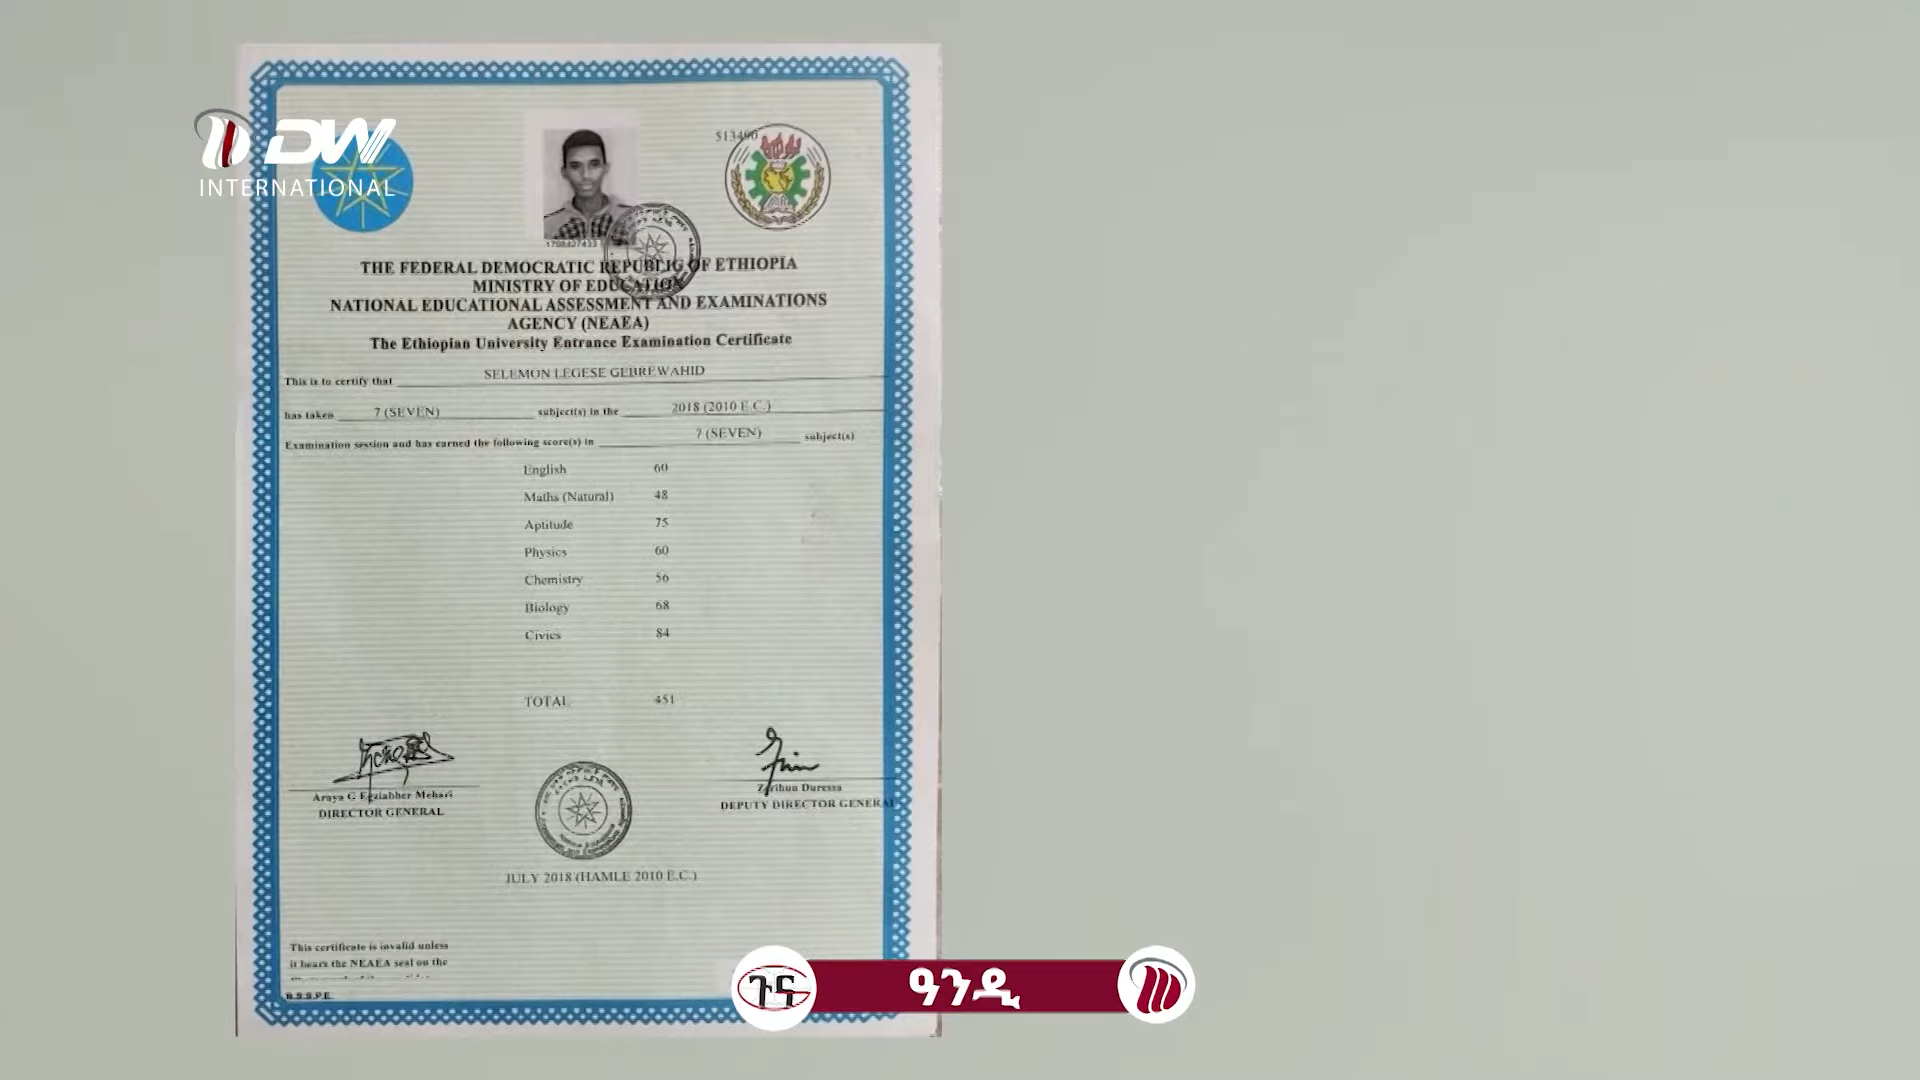 DW
INTERNATIONAL
513490
1708427433
THE FEDERAL DEMOCRATIC REPUBLIC OF ETHIOPIA
MINISTRY OF EDUCATION
NATIONAL EDUCATIONAL ASSESSMENT AND EXAMINATIONS
AGENCY (NEAEA)
The Ethiopian University Entrance Examination Certificate
This is to certify that SELEMON LEGESE GEBREWAHID
has taken 7 (SEVEN) subject(s) in the 2018 (2010 E.C.)
Examination session and has earned the following score(s) in 7 (SEVEN) subject(s)
English 60
Maths (Natural) 48
Aptitude 75
Physics 60
Chemistry 56
Biology 68
Civics 84
TOTAL 451
Araya G Egziabher Mehari
DIRECTOR GENERAL
Zerihun Duressa
DEPUTY DIRECTOR GENERAL
JULY 2018 (HAMLE 2010 E.C.)
This certificate is invalid unless
it bears the NEAEA seal on the
B.S.S.P.E.
ጉና
ዓንዲ